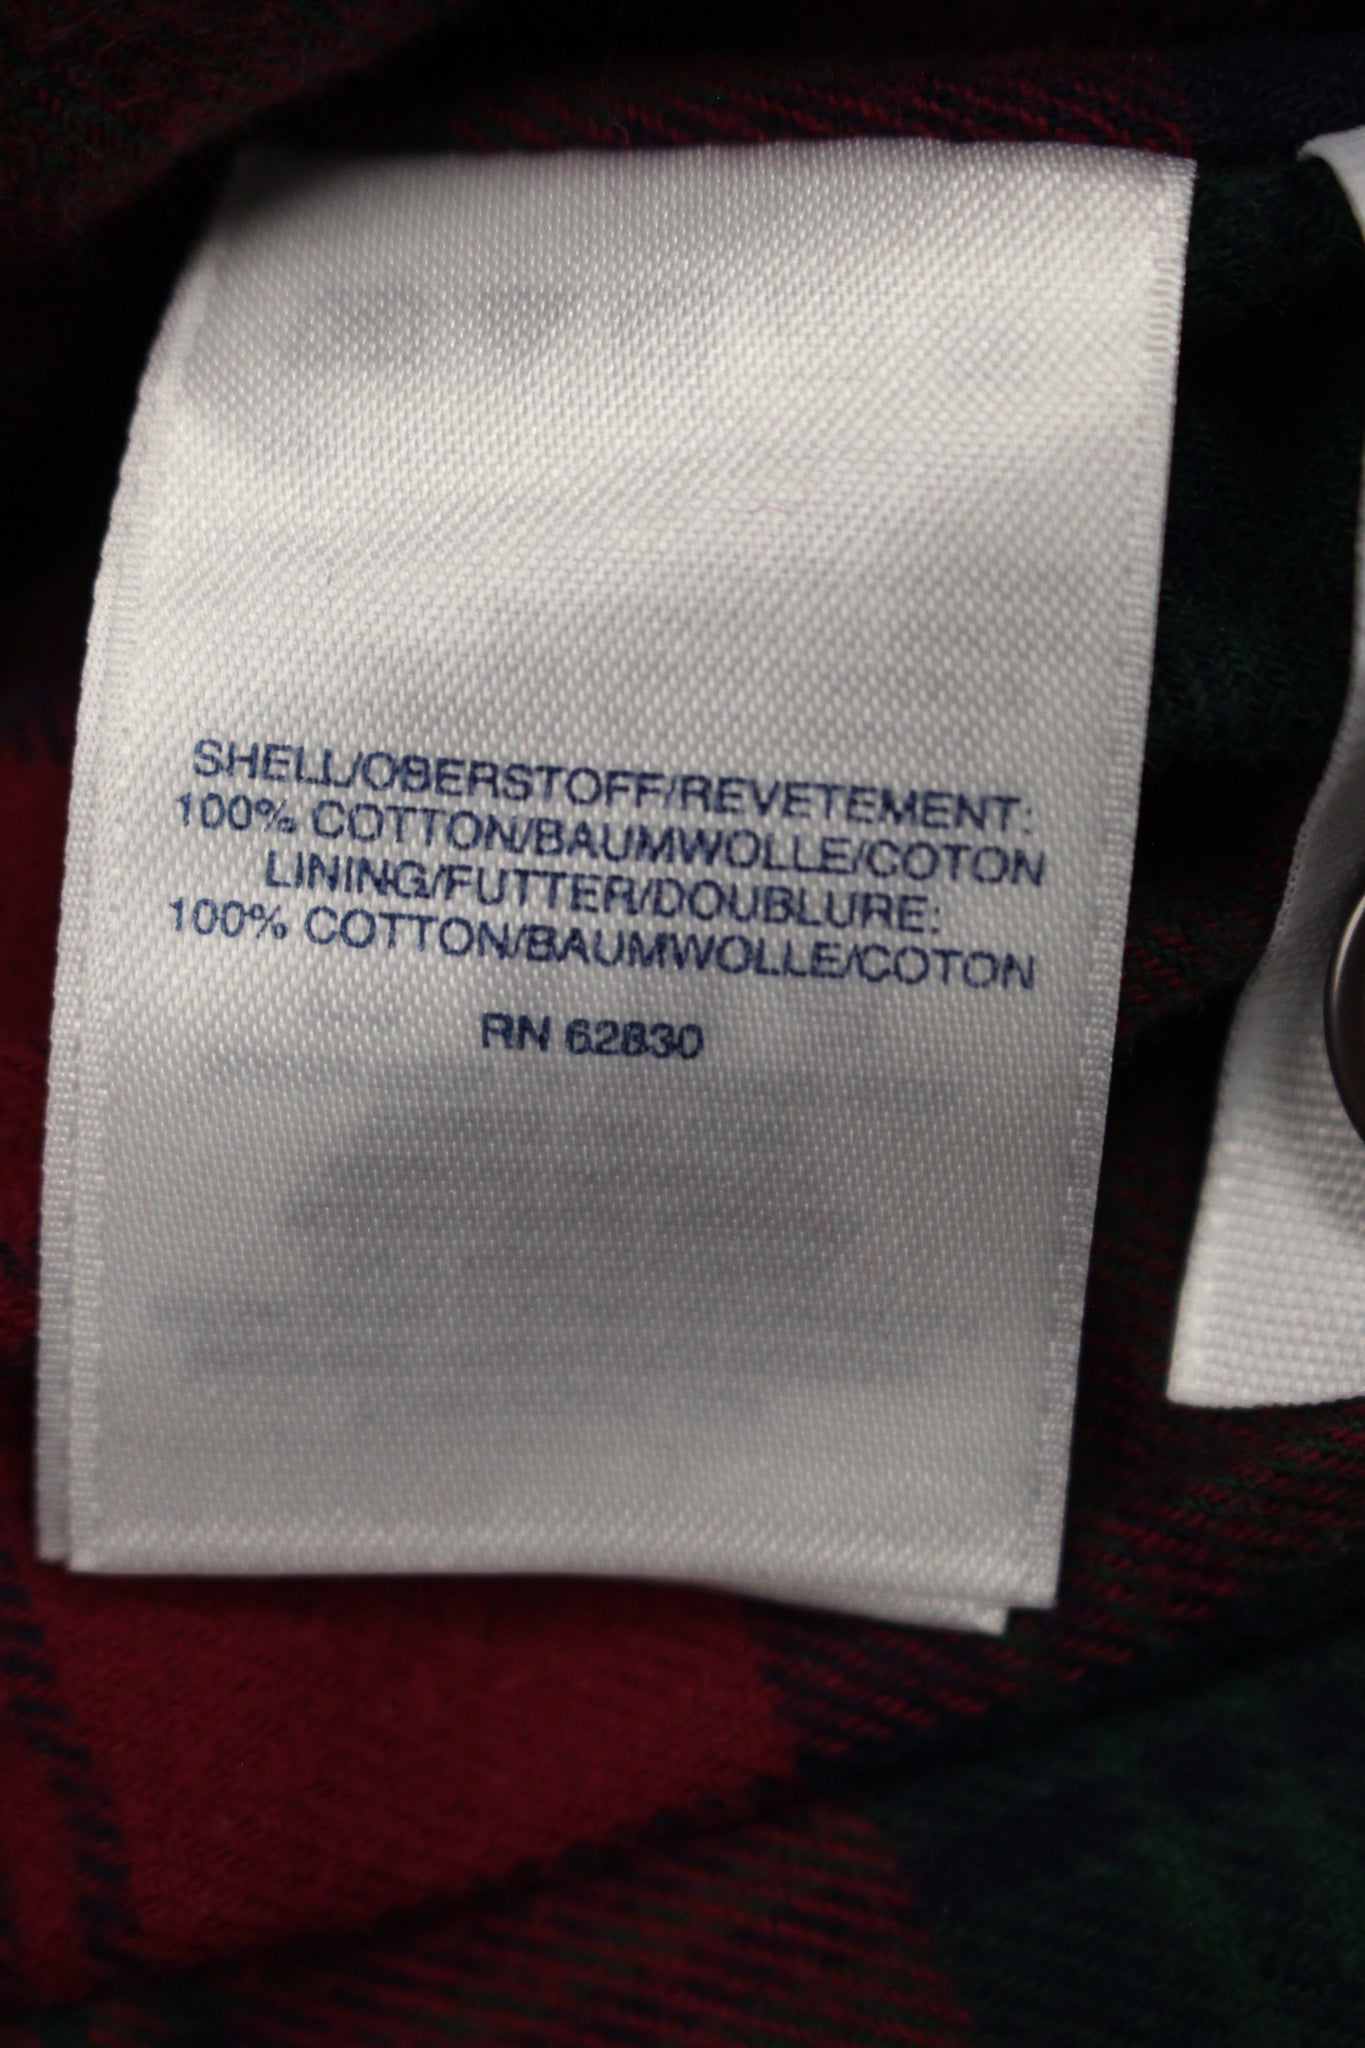 SHELL/OBERSTOFF/REVETEMENT:
100% COTTON/BAUMWOLLE/COTON
LINING/FUTTER/DOUBLURE:
100% COTTON/BAUMWOLLE/COTON
RN 62830